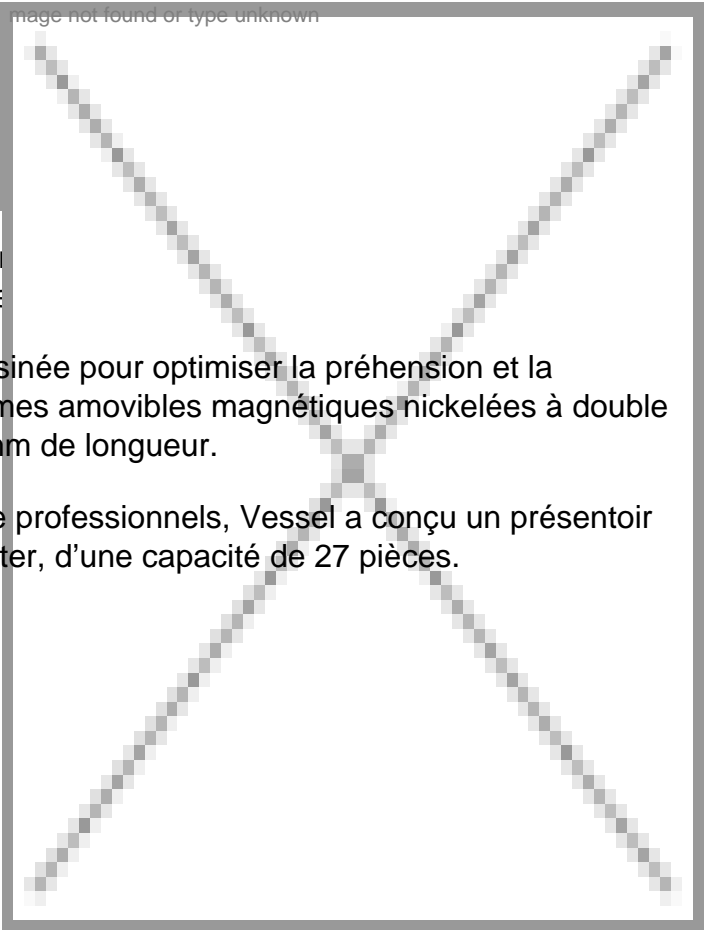 mage not found or type unknown
sinée pour optimiser la préhension et la
mes amovibles magnétiques nickelées à double
m de longueur.
professionnels, Vessel a conçu un présentoir
ter, d'une capacité de 27 pièces.